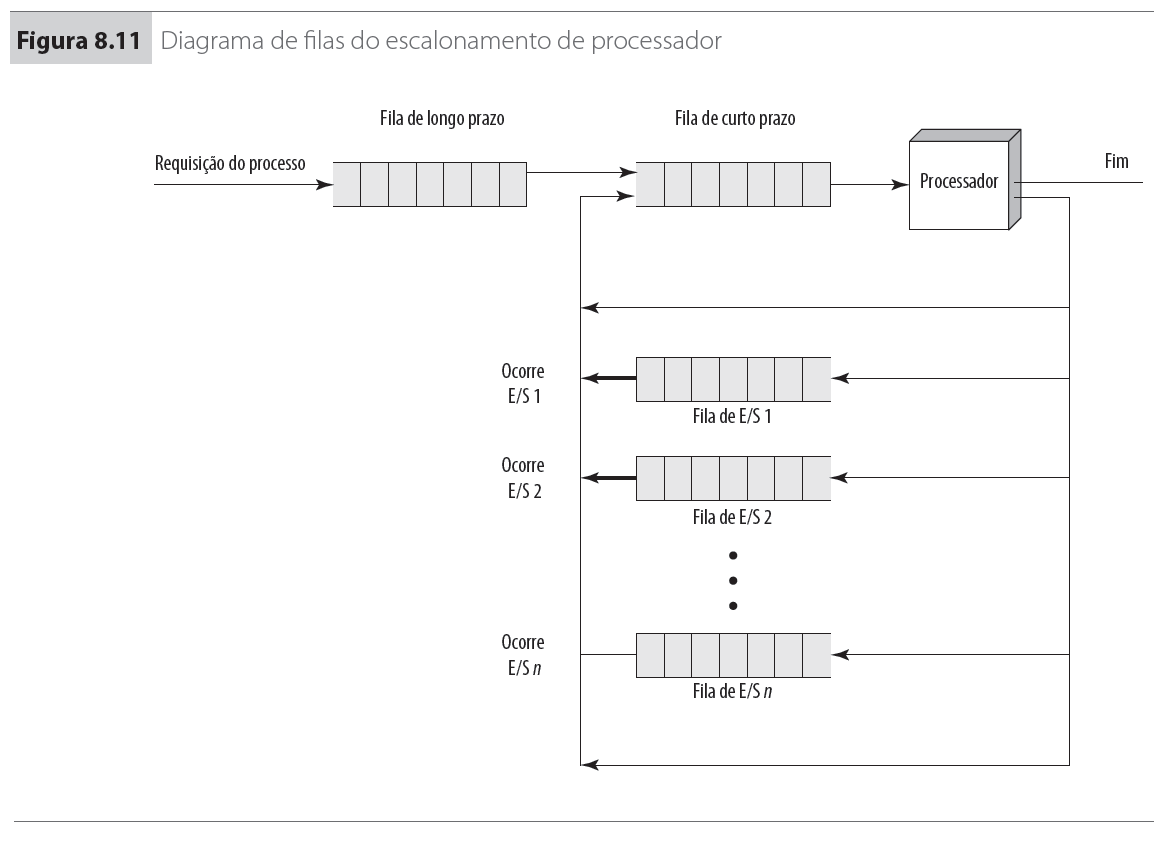 Figura 8.11 Diagrama de filas do escalonamento de processador
Fila de longo prazo
Fila de curto prazo
Requisição do processo
Processador
Fim
Ocorre
E/S 1
Fila de E/S 1
Ocorre
E/S 2
Fila de E/S 2
Ocorre
E/S n
Fila de E/S n